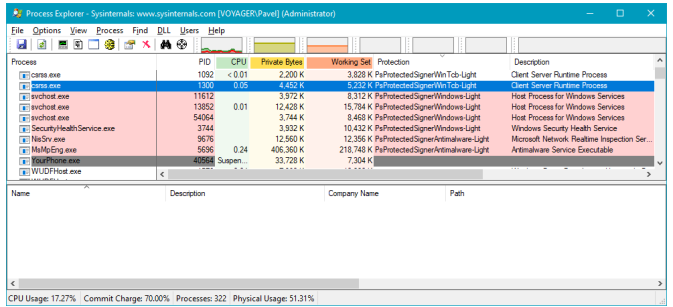 Process Explorer - Sysinternals: www.sysinternals.com [VOYAGER\Pavel] (Administrator)
File Options View Process Find DLL Users Help
Process PID CPU Private Bytes Working Set Protection Description
csrss.exe 1092 < 0.01 2,200 K 3,828 K PsProtectedSignerWinTcb-Light Client Server Runtime Process
csrss.exe 1300 0.05 4,452 K 5,232 K PsProtectedSignerWinTcb-Light Client Server Runtime Process
svchost.exe 11612 3,972 K 8,312 K PsProtectedSignerWindows-Light Host Process for Windows Services
svchost.exe 13852 0.01 12,428 K 15,784 K PsProtectedSignerWindows-Light Host Process for Windows Services
svchost.exe 54064 3,744 K 8,468 K PsProtectedSignerWindows-Light Host Process for Windows Services
SecurityHealthService.exe 3744 3,932 K 10,432 K PsProtectedSignerWindows-Light Windows Security Health Service
NisSrv.exe 9676 12,560 K 12,356 K PsProtectedSignerAntimalware-Light Microsoft Network Realtime Inspection Ser...
MsMpEng.exe 5696 0.24 406,360 K 218,748 K PsProtectedSignerAntimalware-Light Antimalware Service Executable
YourPhone.exe 40564 Suspen... 33,728 K 7,304 K
WUDFHost.exe
Name Description Company Name Path
CPU Usage: 17.27% Commit Charge: 70.00% Processes: 322 Physical Usage: 51.31%